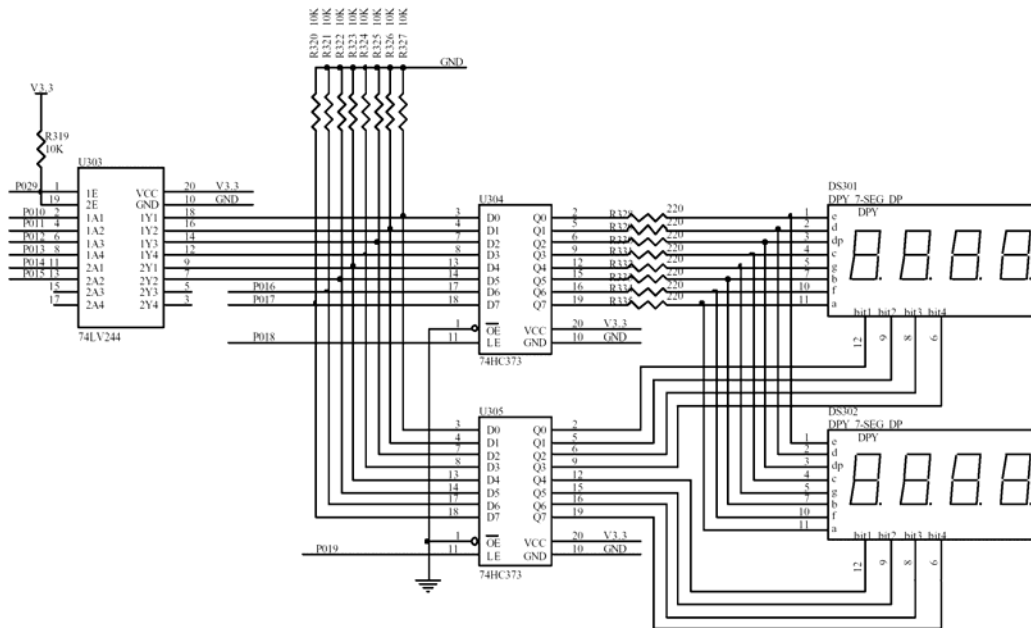 R320 10K
R321 10K
R322 10K
R323 10K
R324 10K
R325 10K
R326 10K
R327 10K
GND
V3.3
R319
10K
U303
P029 1 1E VCC 20 V3.3
19 2E GND 10 GND
P010 2 1A1 1Y1 18
P011 4 1A2 1Y2 16
P012 6 1A3 1Y3 14
P013 8 1A4 1Y4 12
P014 11 2A1 2Y1 9
P015 13 2A2 2Y2 7
15 2A3 2Y3 5
17 2A4 2Y4 3
74LV244
P016
P017
P018
U304
3 D0 Q0 2
4 D1 Q1 5
7 D2 Q2 6
8 D3 Q3 9
13 D4 Q4 12
14 D5 Q5 15
17 D6 Q6 16
18 D7 Q7 19
1 OE VCC 20 V3.3
11 LE GND 10 GND
74HC373
220
220
220
220
220
220
220
220
DS301
DPY 7-SEG DP
DPY
1 e
2 d
3 dp
4 c
5 g
7 b
10 f
11 a
bit1 bit2 bit3 bit4
12 9 8 6
U305
3 D0 Q0 2
4 D1 Q1 5
7 D2 Q2 6
8 D3 Q3 9
13 D4 Q4 12
14 D5 Q5 15
17 D6 Q6 16
18 D7 Q7 19
1 OE VCC 20 V3.3
P019 11 LE GND 10 GND
74HC373
DS302
DPY 7-SEG DP
DPY
1 e
2 d
3 dp
4 c
5 g
7 b
10 f
11 a
bit1 bit2 bit3 bit4
12 9 8 6